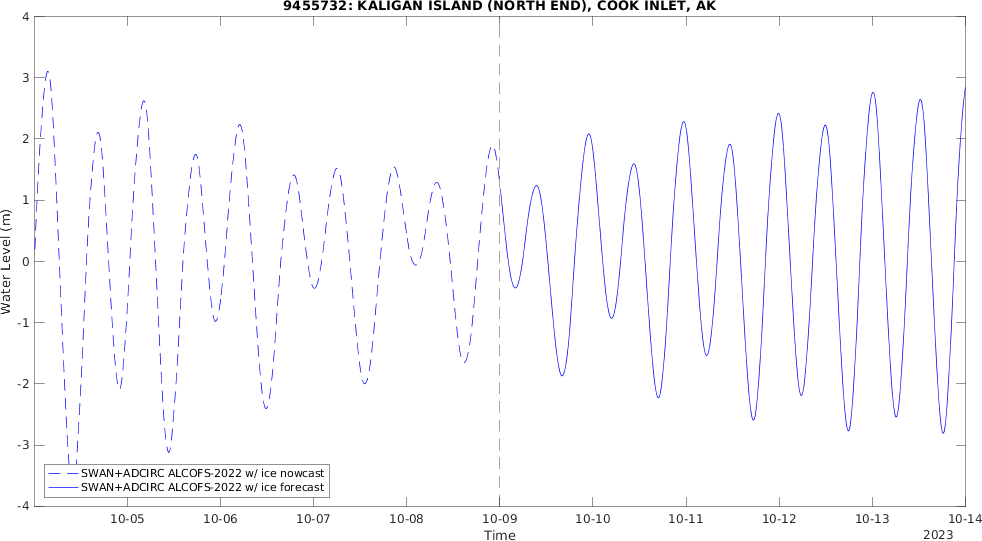 9455732: KALIGAN ISLAND (NORTH END), COOK INLET, AK
4
3
2
1
0
-1
-2
-3
-4
Water Level (m)
SWAN+ADCIRC ALCOFS-2022 w/ ice nowcast
SWAN+ADCIRC ALCOFS-2022 w/ ice forecast
10-05 10-06 10-07 10-08 10-09 10-10 10-11 10-12 10-13 10-14
Time
2023